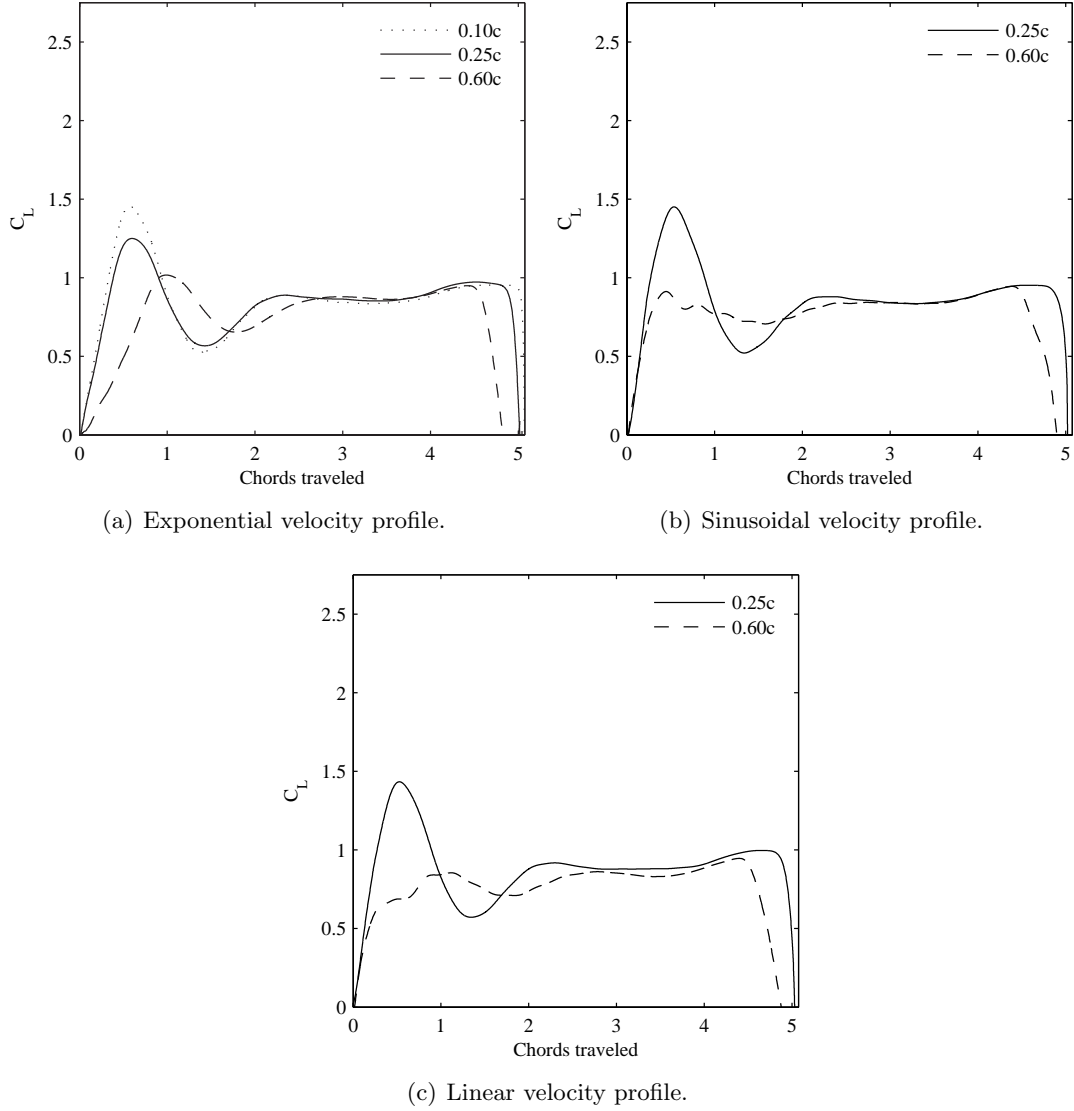 2.5
2
1.5
1
0.5
0
C_L
0.10c
0.25c
0.60c
0 1 2 3 4 5
Chords traveled
(a) Exponential velocity profile.
2.5
2
1.5
1
0.5
0
C_L
0.25c
0.60c
0 1 2 3 4 5
Chords traveled
(b) Sinusoidal velocity profile.
2.5
2
1.5
1
0.5
0
C_L
0.25c
0.60c
0 1 2 3 4 5
Chords traveled
(c) Linear velocity profile.